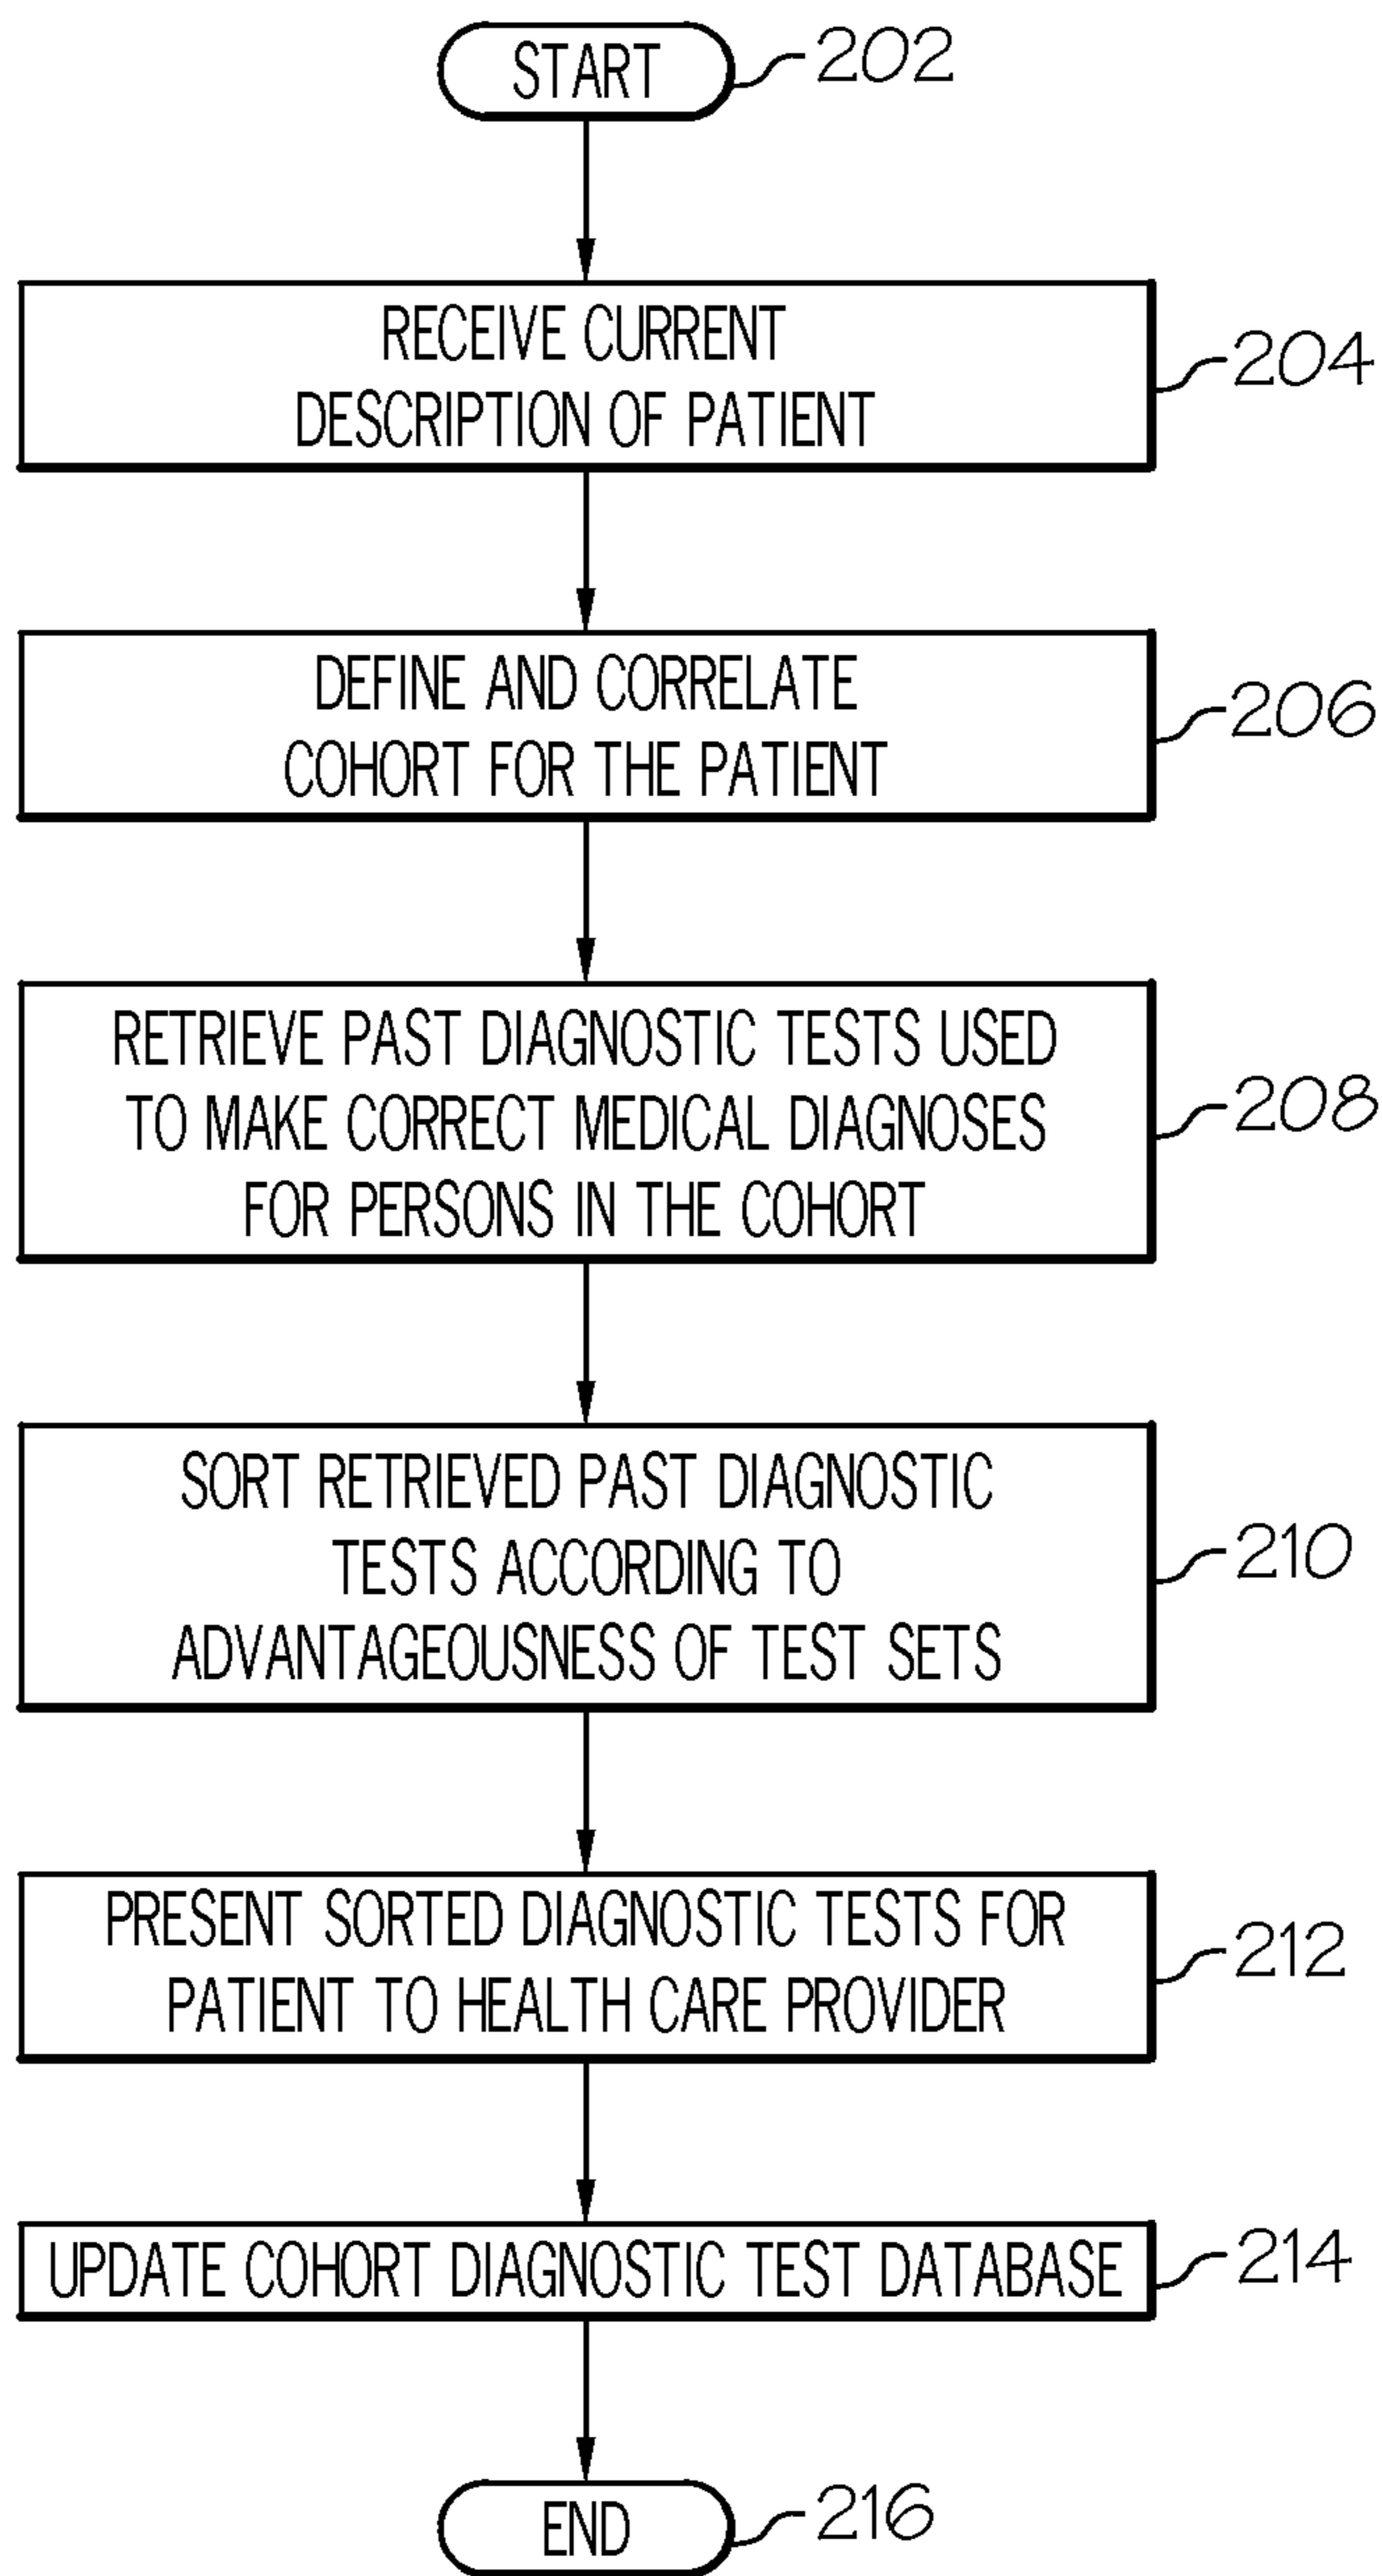 START
202
RECEIVE CURRENT
DESCRIPTION OF PATIENT
204
DEFINE AND CORRELATE
COHORT FOR THE PATIENT
206
RETRIEVE PAST DIAGNOSTIC TESTS USED
TO MAKE CORRECT MEDICAL DIAGNOSES
FOR PERSONS IN THE COHORT
208
SORT RETRIEVED PAST DIAGNOSTIC
TESTS ACCORDING TO
ADVANTAGEOUSNESS OF TEST SETS
210
PRESENT SORTED DIAGNOSTIC TESTS FOR
PATIENT TO HEALTH CARE PROVIDER
212
UPDATE COHORT DIAGNOSTIC TEST DATABASE
214
END
216